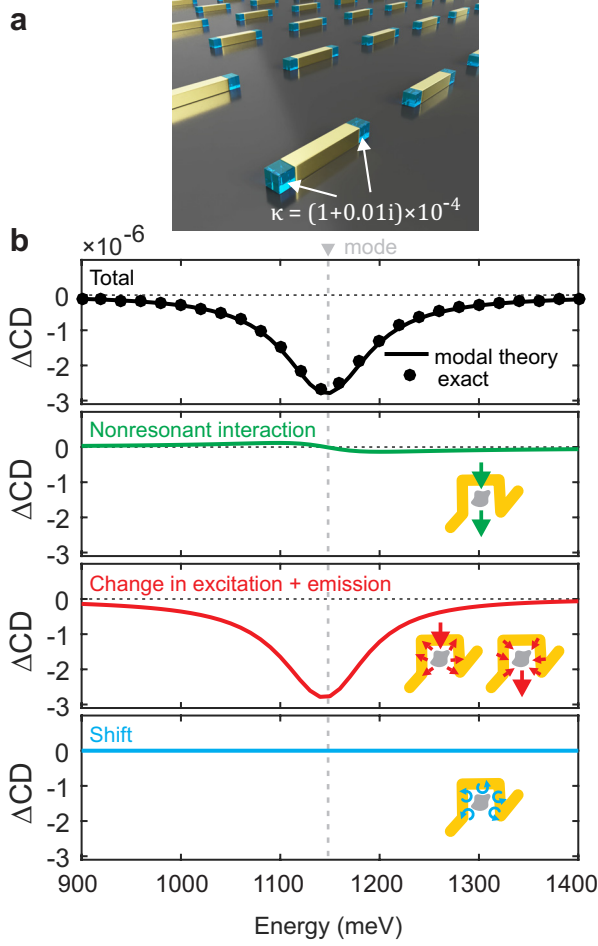 a
κ = (1+0.01i)×10⁻⁴
b
×10⁻⁶
mode
Total
0
-1
-2
-3
ΔCD
modal theory
exact
Nonresonant interaction
0
-1
-2
-3
ΔCD
Change in excitation + emission
0
-1
-2
-3
ΔCD
Shift
0
-1
-2
-3
ΔCD
900 1000 1100 1200 1300 1400
Energy (meV)